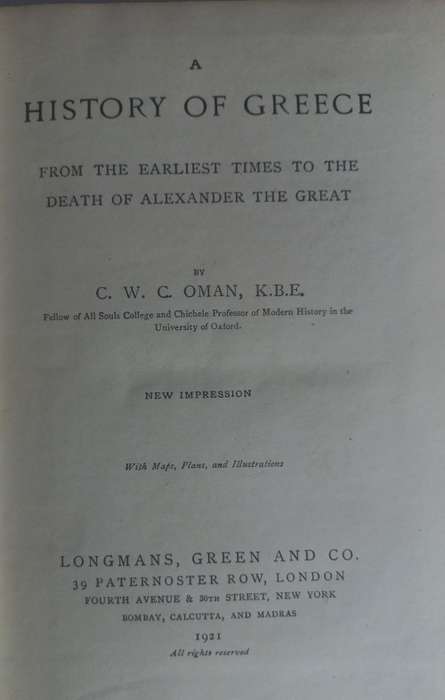 A
HISTORY OF GREECE
FROM THE EARLIEST TIMES TO THE
DEATH OF ALEXANDER THE GREAT
BY
C. W. C. OMAN, K.B.E.
Fellow of All Souls College and Chichele Professor of Modern History in the
University of Oxford.
NEW IMPRESSION
With Maps, Plans, and Illustrations
LONGMANS, GREEN AND CO.
39 PATERNOSTER ROW, LONDON
FOURTH AVENUE & 30TH STREET, NEW YORK
BOMBAY, CALCUTTA, AND MADRAS
1921
All rights reserved